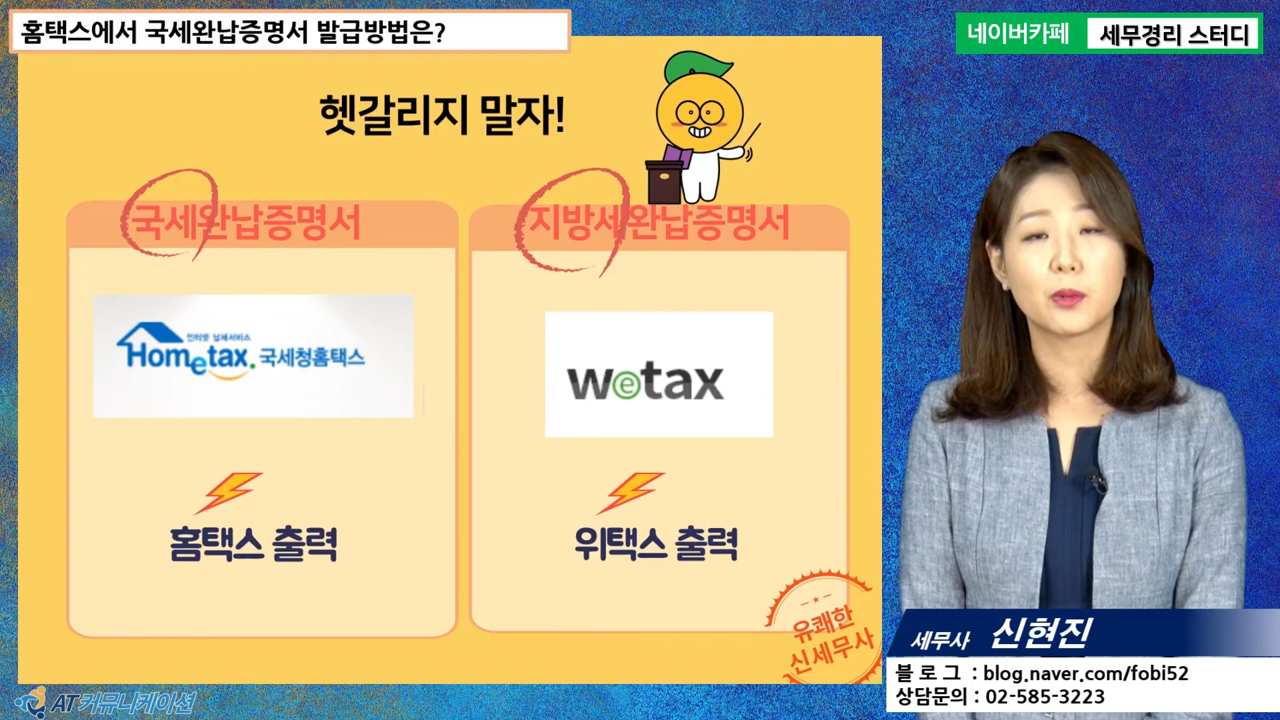 홈택스에서 국세완납증명서 발급방법은?
네이버카페 세무경리 스터디
헷갈리지 말자!
국세완납증명서
지방세완납증명서
인터넷 납세서비스
Hometax. 국세청홈택스
wetax
홈택스 출력
위택스 출력
유쾌한
신세무사
세무사 신현진
블로그 : blog.naver.com/fobi52
상담문의 : 02-585-3223
AT커뮤니케이션